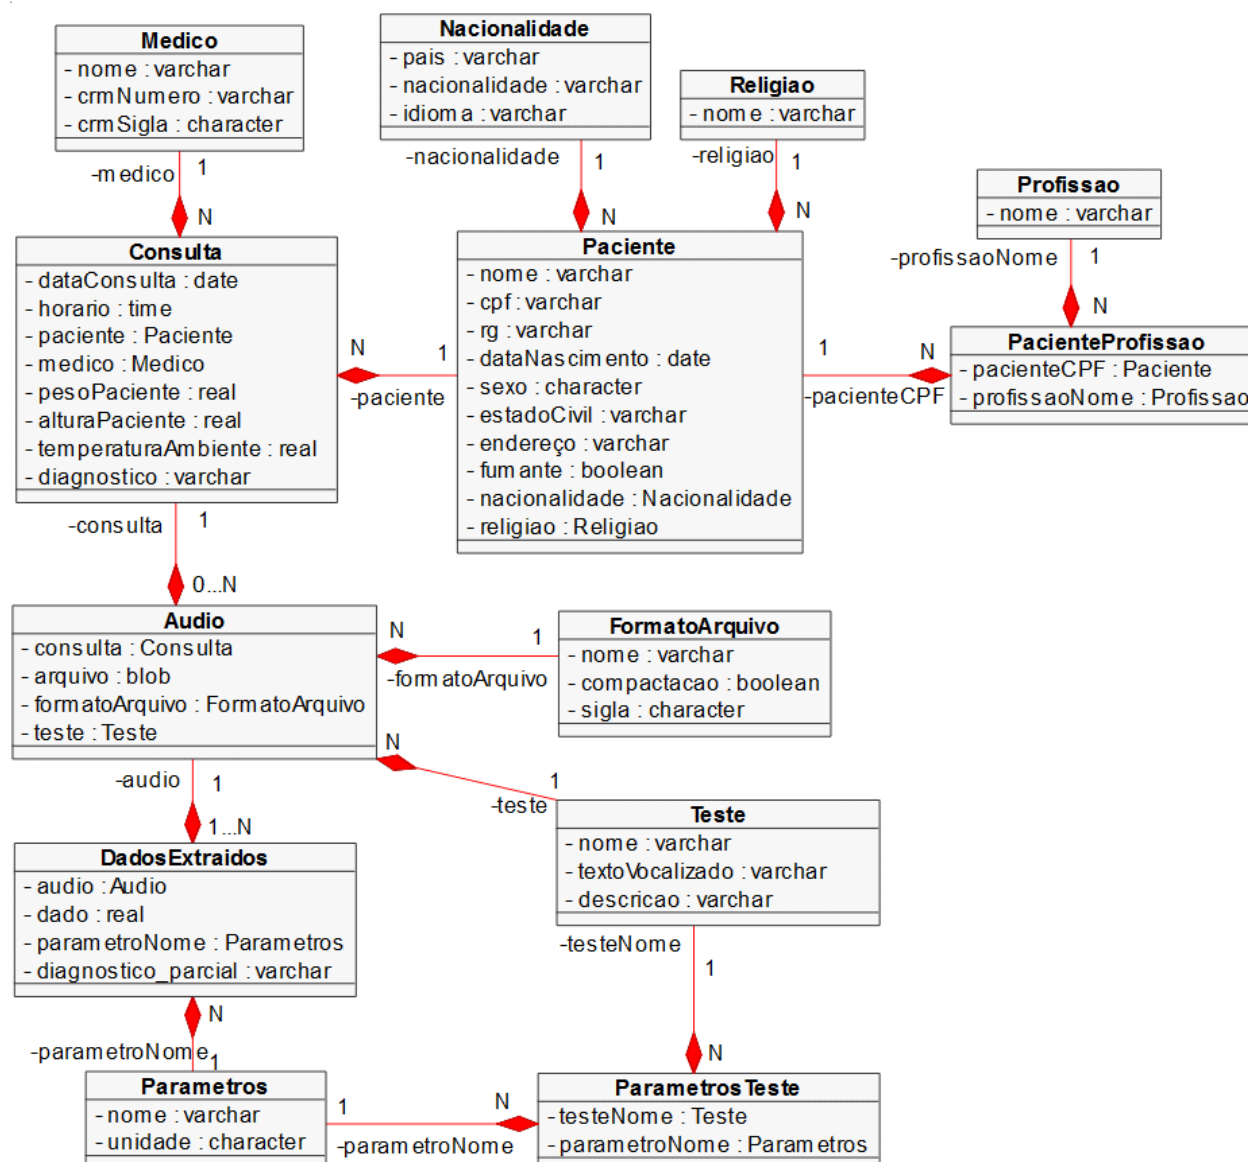 Medico
- nome : varchar
- crmNumero : varchar
- crmSigla : character
Nacionalidade
- pais : varchar
- nacionalidade : varchar
- idioma : varchar
Religiao
- nome : varchar
Profissao
- nome : varchar
-medico
1
N
-nacionalidade
1
N
-religiao
1
N
-profissaoNome
1
N
Consulta
- dataConsulta : date
- horario : time
- paciente : Paciente
- medico : Medico
- pesoPaciente : real
- alturaPaciente : real
- temperaturaAmbiente : real
- diagnostico : varchar
N
1
-paciente
Paciente
- nome : varchar
- cpf : varchar
- rg : varchar
- dataNascimento : date
- sexo : character
- estadoCivil : varchar
- endereço : varchar
- fumante : boolean
- nacionalidade : Nacionalidade
- religiao : Religiao
1
N
-pacienteCPF
PacienteProfissao
- pacienteCPF : Paciente
- profissaoNome : Profissao
-consulta
1
0...N
Audio
- consulta : Consulta
- arquivo : blob
- formatoArquivo : FormatoArquivo
- teste : Teste
N
1
-formatoArquivo
FormatoArquivo
- nome : varchar
- compactacao : boolean
- sigla : character
N
1
-teste
-audio
1
1...N
Teste
- nome : varchar
- textoVocalizado : varchar
- descricao : varchar
DadosExtraidos
- audio : Audio
- dado : real
- parametroNome : Parametros
- diagnostico_parcial : varchar
-testeNome
1
N
N
-parametroNome
1
Parametros
- nome : varchar
- unidade : character
1
N
-parametroNome
ParametrosTeste
- testeNome : Teste
- parametroNome : Parametros